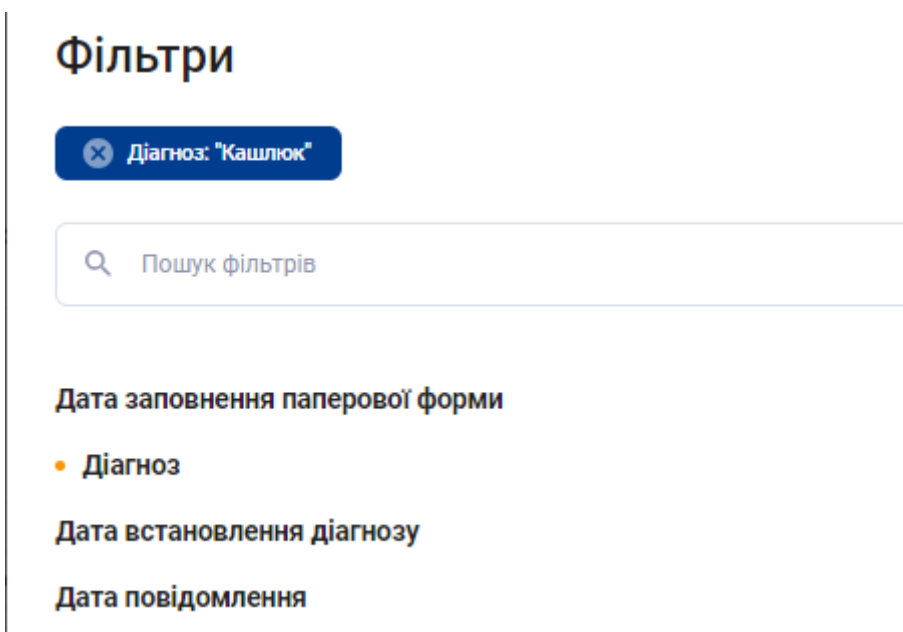 Фільтри
Діагноз: "Кашлюк"
Пошук фільтрів
Дата заповнення паперової форми
Діагноз
Дата встановлення діагнозу
Дата повідомлення